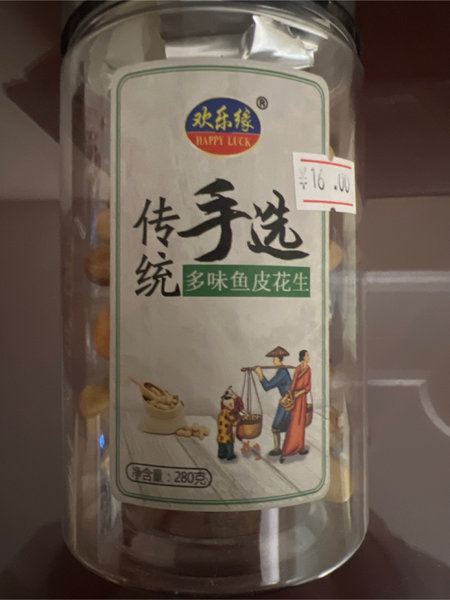 欢乐缘®
HAPPY LUCK
¥16.00
传统
手选
多味鱼皮花生
净含量：280克